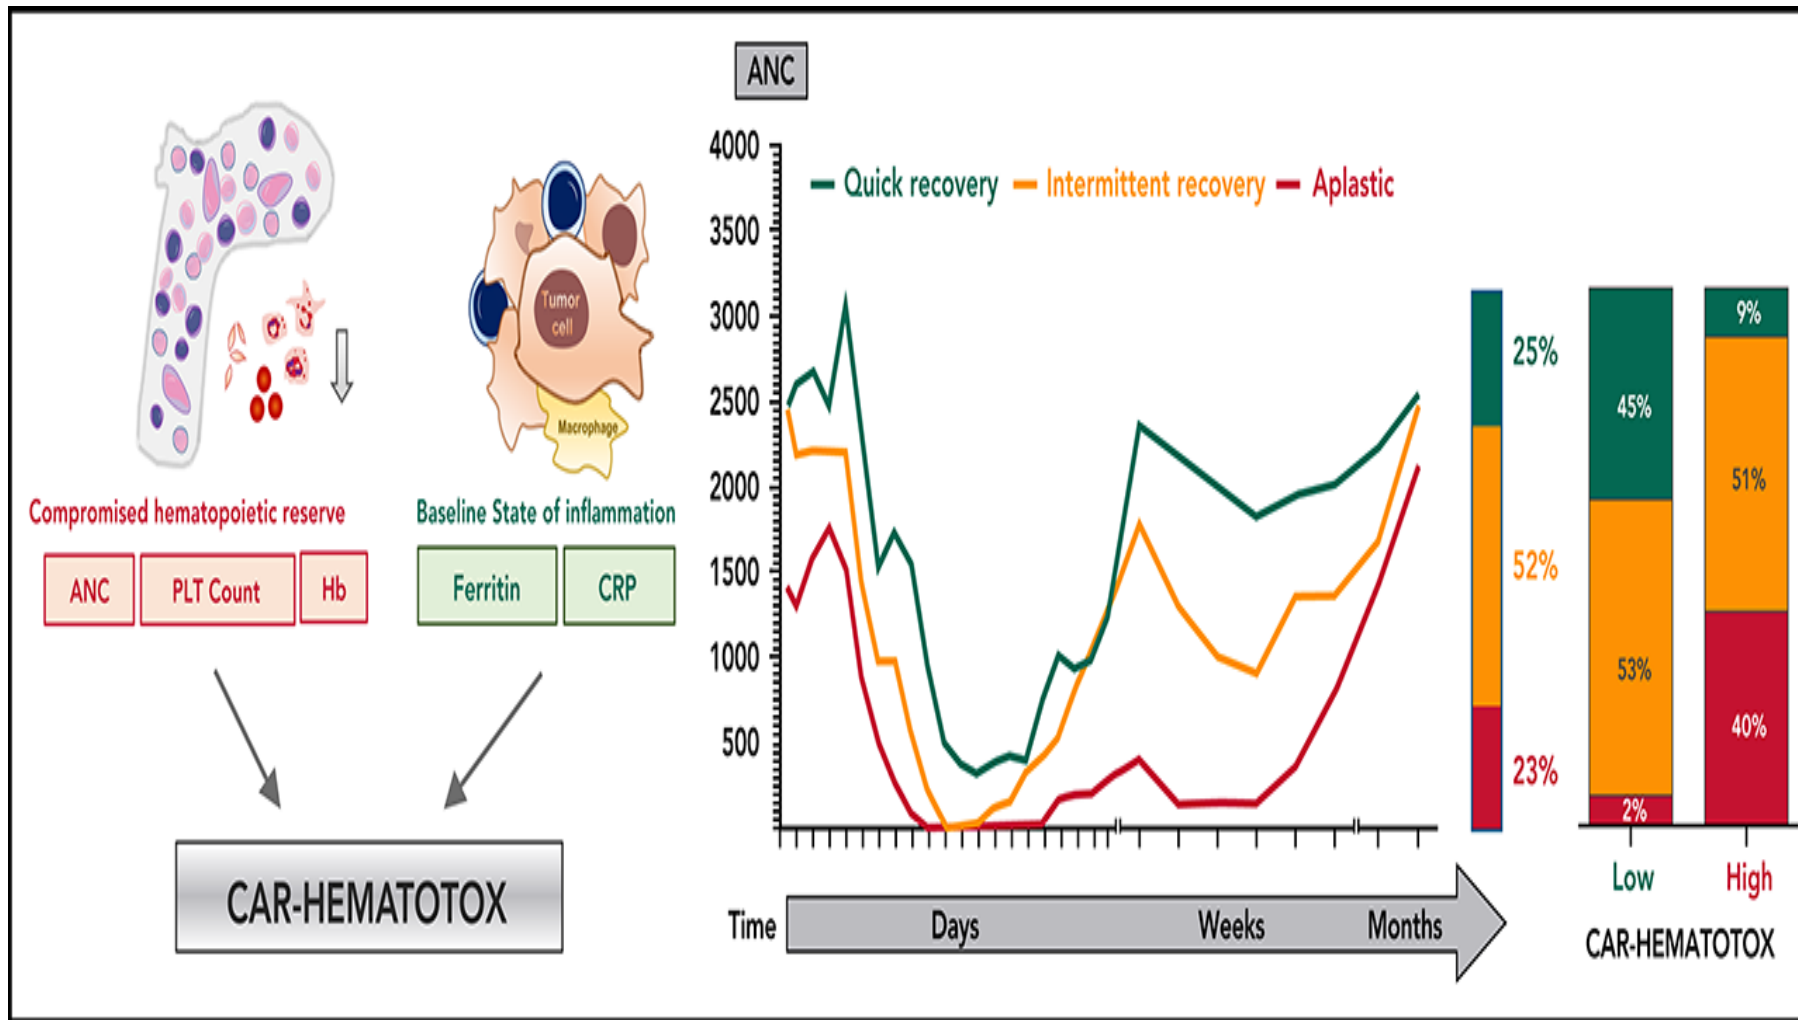 Tumor
cell
Macrophage
Compromised hematopoietic reserve
Baseline State of inflammation
ANC
PLT Count
Hb
Ferritin
CRP
CAR-HEMATOTOX
ANC
Quick recovery
Intermittent recovery
Aplastic
4000
3500
3000
2500
2000
1500
1000
500
Time
Days
Weeks
Months
25%
52%
23%
45%
53%
2%
9%
51%
40%
Low
High
CAR-HEMATOTOX